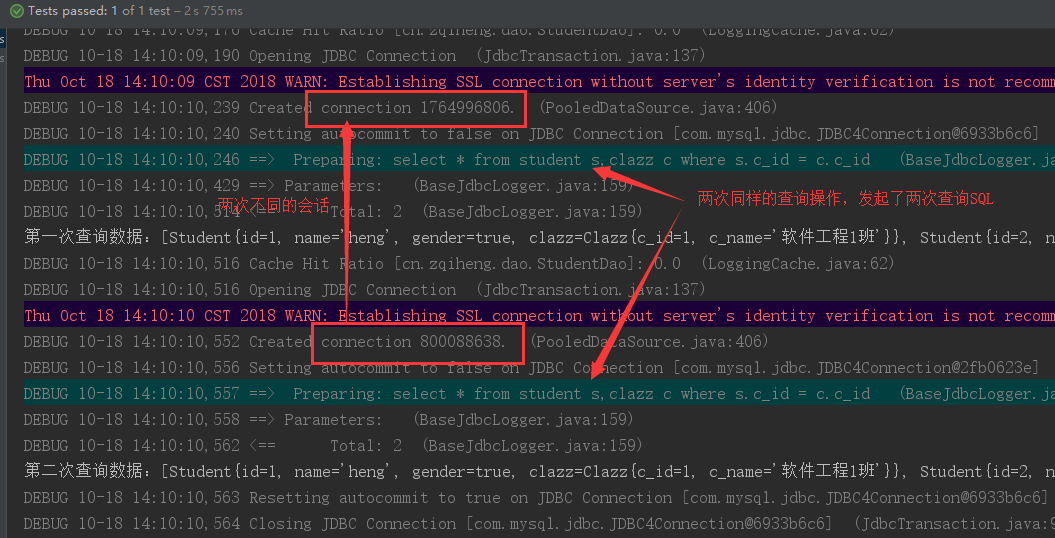 Tests passed: 1 of 1 test – 2 s 755 ms
DEBUG 10-18 14:10:09,176 Cache Hit Ratio [cn.zqiheng.dao.StudentDao]: 0.0 (LoggingCache.java:62)
DEBUG 10-18 14:10:09,190 Opening JDBC Connection (JdbcTransaction.java:137)
Thu Oct 18 14:10:09 CST 2018 WARN: Establishing SSL connection without server's identity verification is not recomm
DEBUG 10-18 14:10:10,239 Created connection 1764996806. (PooledDataSource.java:406)
DEBUG 10-18 14:10:10,240 Setting autocommit to false on JDBC Connection [com.mysql.jdbc.JDBC4Connection@6933b6c6]
DEBUG 10-18 14:10:10,246 ==> Preparing: select * from student s,clazz c where s.c_id = c.c_id (BaseJdbcLogger.ja
DEBUG 10-18 14:10:10,429 ==> Parameters: (BaseJdbcLogger.java:159)
两次不同的会话
两次同样的查询操作，发起了两次查询SQL
DEBUG 10-18 14:10:10,514 <== Total: 2 (BaseJdbcLogger.java:159)
第一次查询数据：[Student{id=1, name='heng', gender=true, clazz=Clazz{c_id=1, c_name='软件工程1班'}}, Student{id=2, n
DEBUG 10-18 14:10:10,516 Cache Hit Ratio [cn.zqiheng.dao.StudentDao]: 0.0 (LoggingCache.java:62)
DEBUG 10-18 14:10:10,516 Opening JDBC Connection (JdbcTransaction.java:137)
Thu Oct 18 14:10:10 CST 2018 WARN: Establishing SSL connection without server's identity verification is not recomm
DEBUG 10-18 14:10:10,552 Created connection 800088638. (PooledDataSource.java:406)
DEBUG 10-18 14:10:10,556 Setting autocommit to false on JDBC Connection [com.mysql.jdbc.JDBC4Connection@2fb0623e]
DEBUG 10-18 14:10:10,557 ==> Preparing: select * from student s,clazz c where s.c_id = c.c_id (BaseJdbcLogger.ja
DEBUG 10-18 14:10:10,558 ==> Parameters: (BaseJdbcLogger.java:159)
DEBUG 10-18 14:10:10,562 <== Total: 2 (BaseJdbcLogger.java:159)
第二次查询数据：[Student{id=1, name='heng', gender=true, clazz=Clazz{c_id=1, c_name='软件工程1班'}}, Student{id=2, n
DEBUG 10-18 14:10:10,563 Resetting autocommit to true on JDBC Connection [com.mysql.jdbc.JDBC4Connection@6933b6c6]
DEBUG 10-18 14:10:10,564 Closing JDBC Connection [com.mysql.jdbc.JDBC4Connection@6933b6c6] (JdbcTransaction.java:9